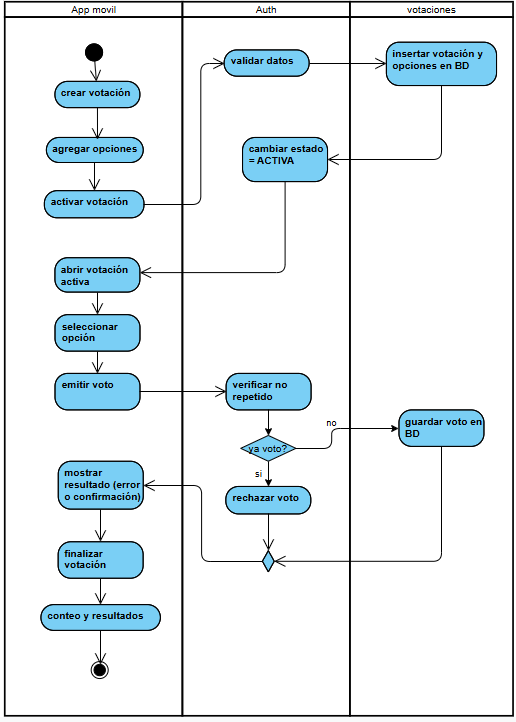 App movil
Auth
votaciones
crear votación
validar datos
insertar votación y
opciones en BD
agregar opciones
cambiar estado
= ACTIVA
activar votación
abrir votación
activa
seleccionar
opción
emitir voto
verificar no
repetido
ya voto?
no
guardar voto en
BD
si
rechazar voto
mostrar
resultado (error
o confirmación)
finalizar
votación
conteo y resultados